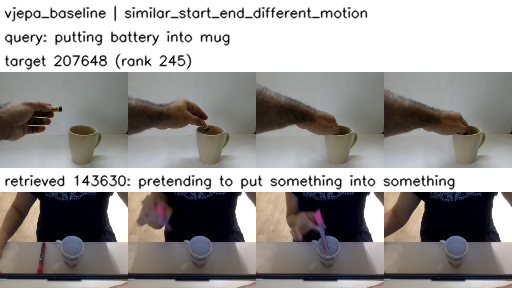 vjepa_baseline | similar_start_end_different_motion
query: putting battery into mug
target 207648 (rank 245)
retrieved 143630: pretending to put something into something